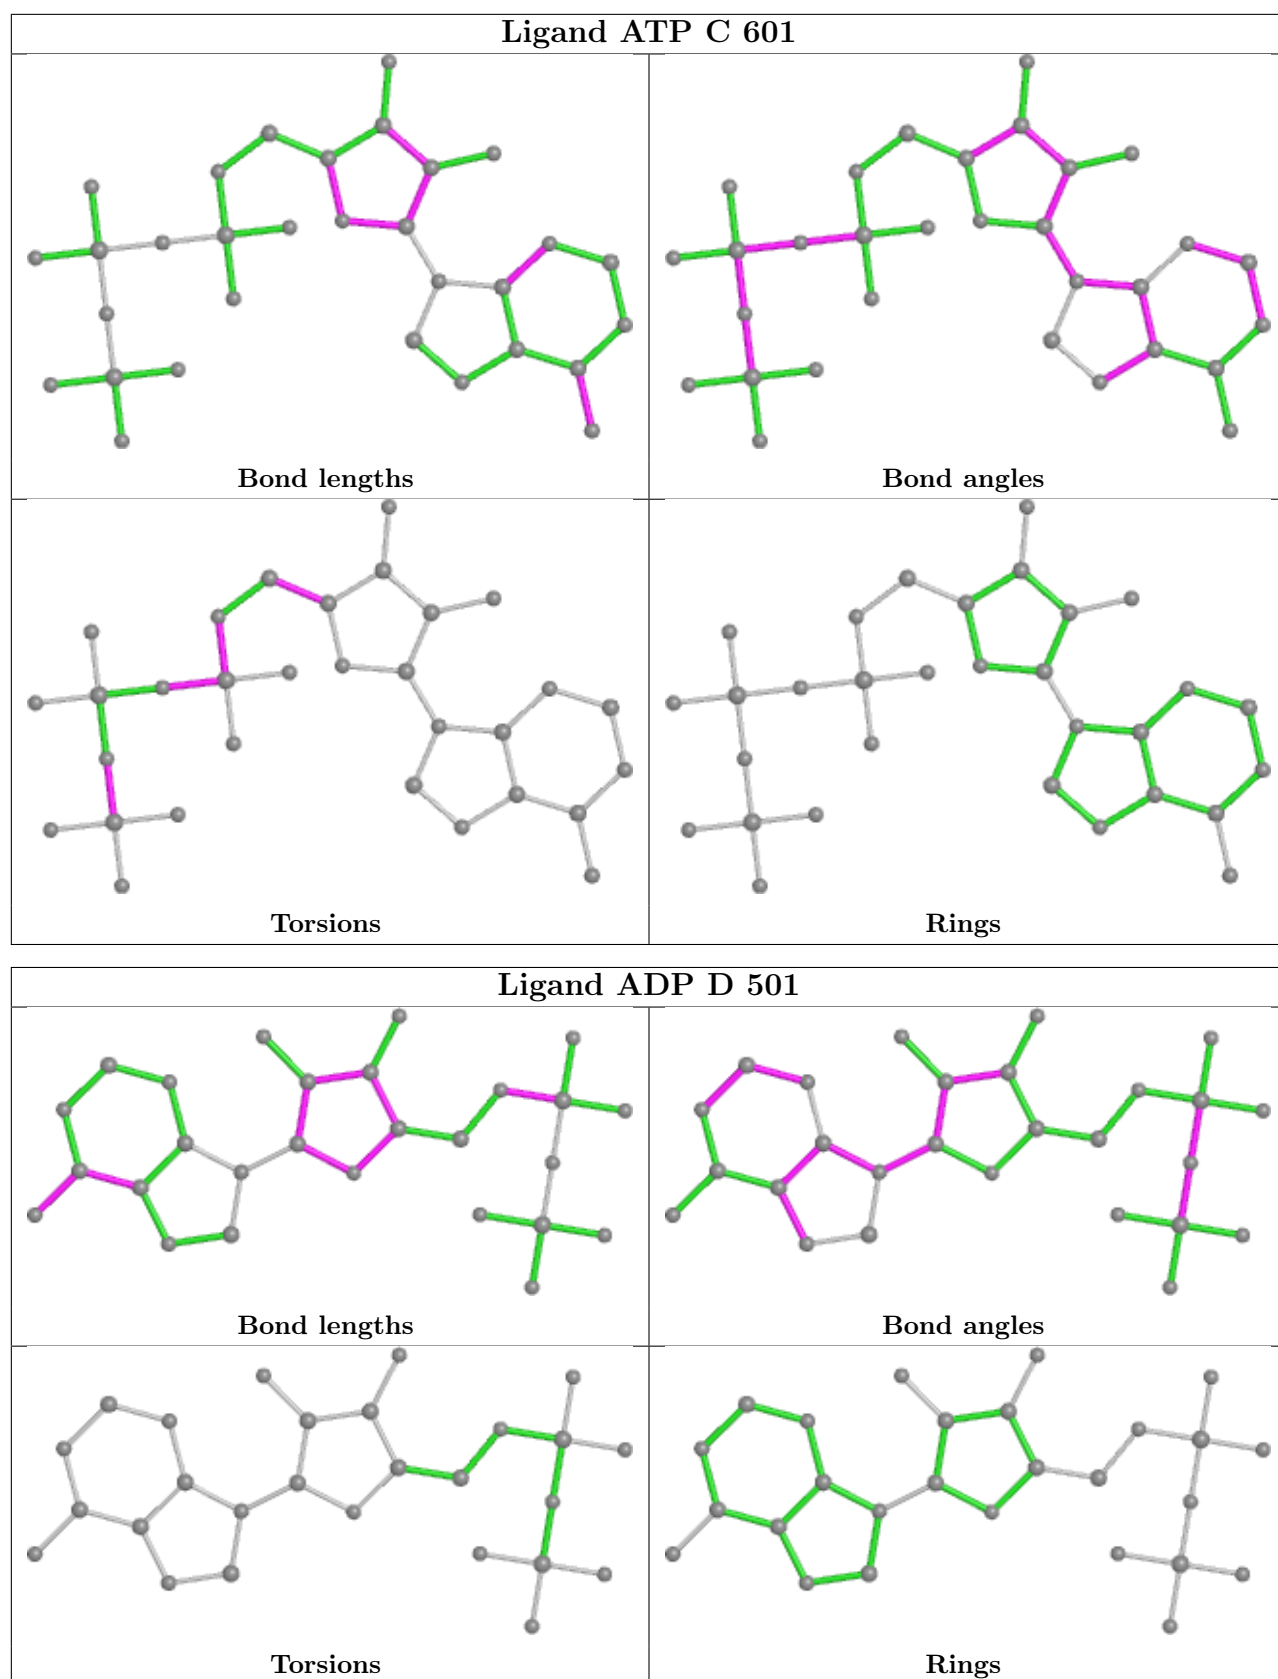 Ligand ATP C 601
Bond lengths
Bond angles
Torsions
Rings
Ligand ADP D 501
Bond lengths
Bond angles
Torsions
Rings